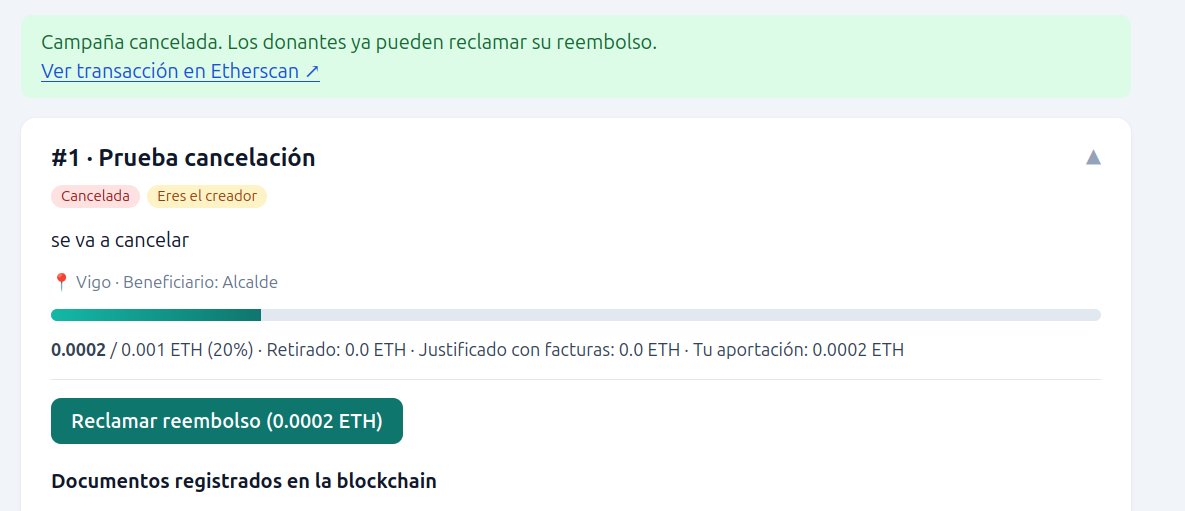 Campaña cancelada. Los donantes ya pueden reclamar su reembolso.
Ver transacción en Etherscan ↗
#1 · Prueba cancelación
▲
Cancelada
Eres el creador
se va a cancelar
📍 Vigo · Beneficiario: Alcalde
0.0002 / 0.001 ETH (20%) · Retirado: 0.0 ETH · Justificado con facturas: 0.0 ETH · Tu aportación: 0.0002 ETH
Reclamar reembolso (0.0002 ETH)
Documentos registrados en la blockchain